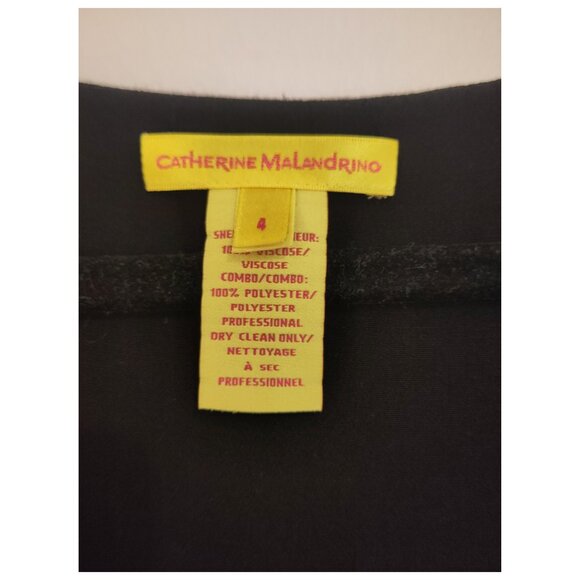 CATHERINE MALANDRINO
4
VISCOSE/
VISCOSE
COMBO/COMBO:
100% POLYESTER/
POLYESTER
PROFESSIONAL
DRY CLEAN ONLY/
NETTOYAGE
À SEC
PROFESSIONNEL